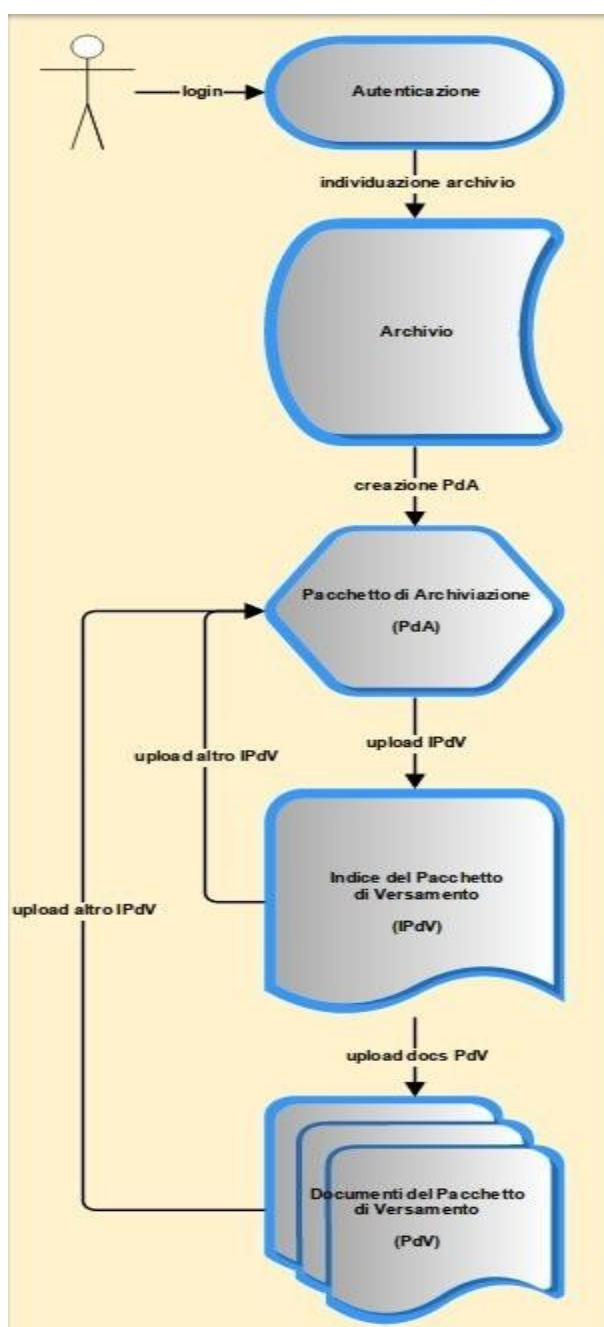 login
Autenticazione
individuazione archivio
Archivio
creazione PdA
Pacchetto di Archiviazione
(PdA)
upload IPdV
upload altro IPdV
Indice del Pacchetto
di Versamento
(IPdV)
upload altro IPdV
upload docs PdV
Documenti del Pacchetto
di Versamento
(PdV)